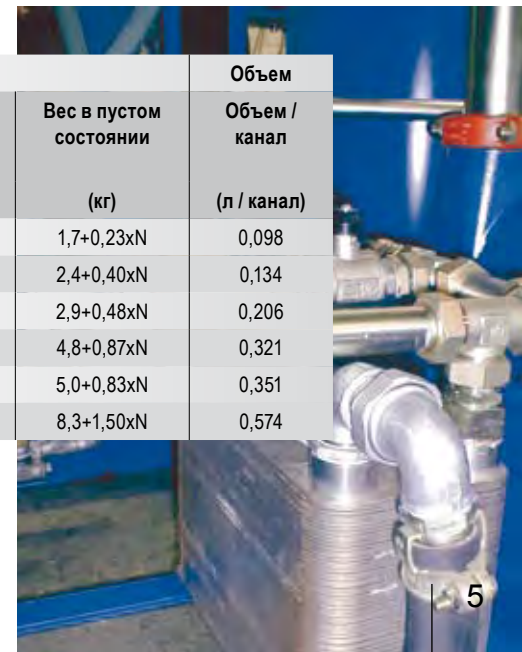 Объем
Вес в пустом Объем /
состоянии канал
(кг) (л / канал)
1,7+0,23xN 0,098
2,4+0,40xN 0,134
2,9+0,48xN 0,206
4,8+0,87xN 0,321
5,0+0,83xN 0,351
8,3+1,50xN 0,574
5